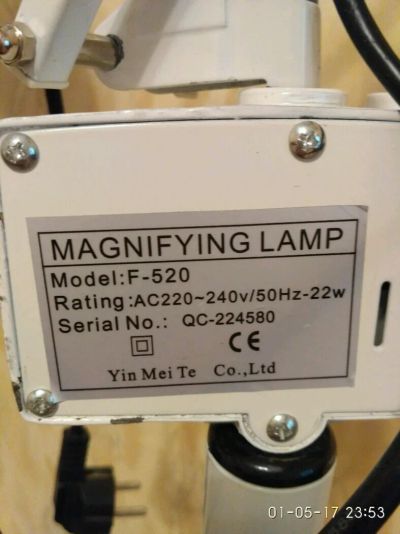 MAGNIFYING LAMP
Model:F-520
Rating:AC220~240v/50Hz-22w
Serial No.: QC-224580
CE
Yin Mei Te Co.,Ltd
01-05-17 23:53